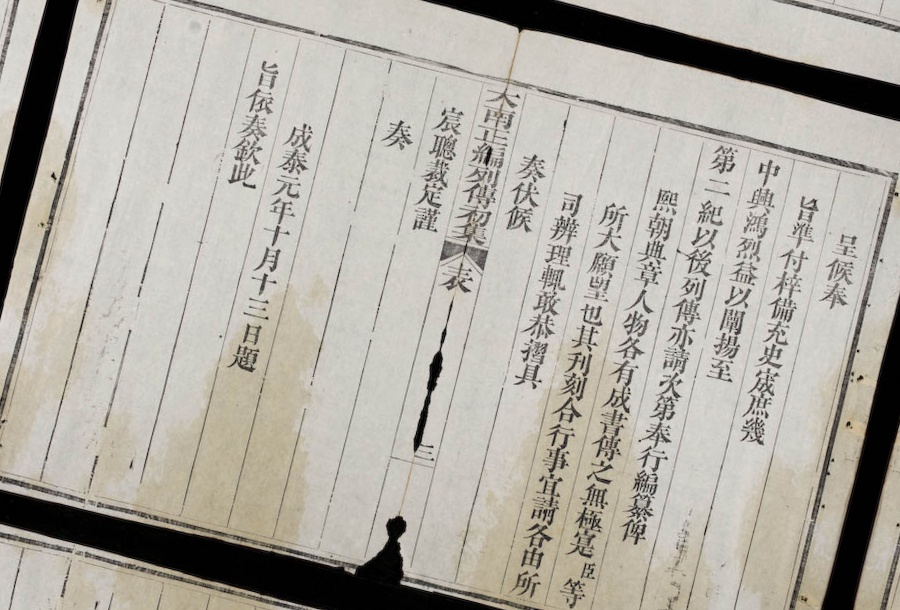 呈候奉
旨準付梓備充史宬庶幾
中興鴻烈益以闡揚至
第二紀以後列傳亦請次第奉行編纂俾
熙朝典章人物各有成書傳之無極寔臣等
所大願望也其刊刻合行事宜請各由所
司辨理輒敢恭摺具
奏伏候
大南正編列傳初集 表 三
宸聰裁定謹
奏
成泰元年十月十三日題
旨依奏欽此